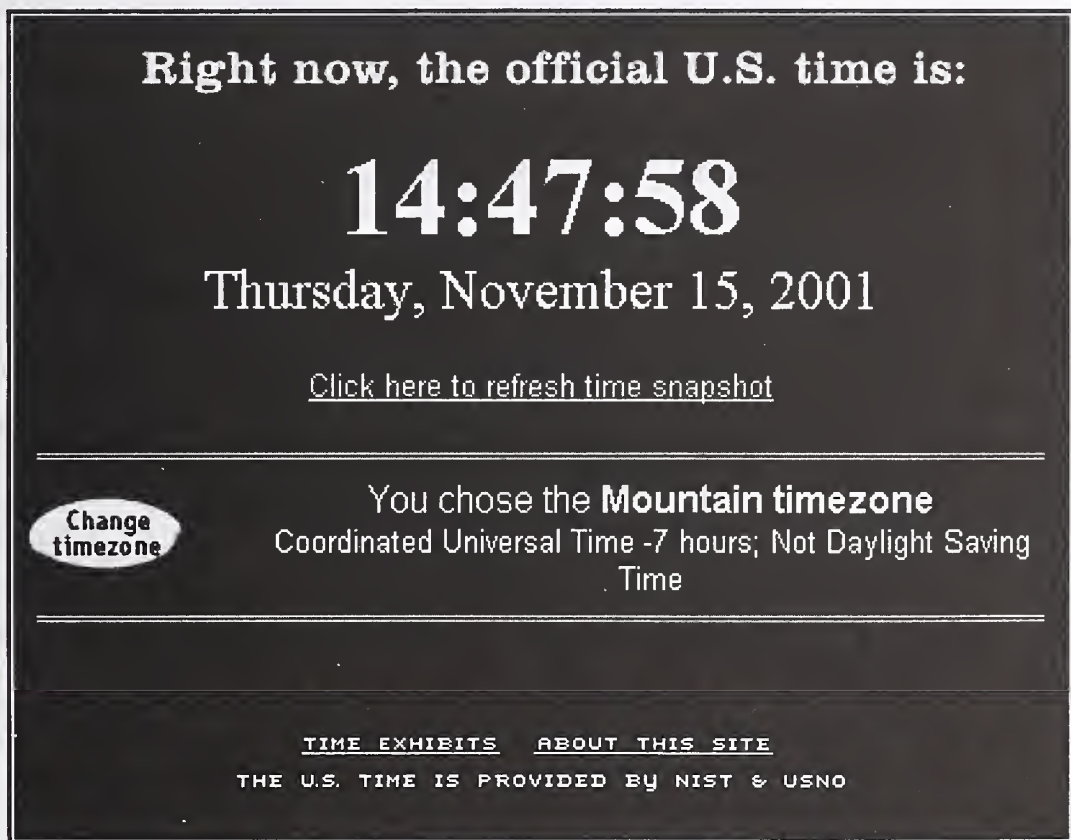 Right now, the official U.S. time is:
14:47:58
Thursday, November 15, 2001
Click here to refresh time snapshot
Change
timezone
You chose the Mountain timezone
Coordinated Universal Time -7 hours; Not Daylight Saving
Time
TIME EXHIBITS ABOUT THIS SITE
THE U.S. TIME IS PROVIDED BY NIST & USNO